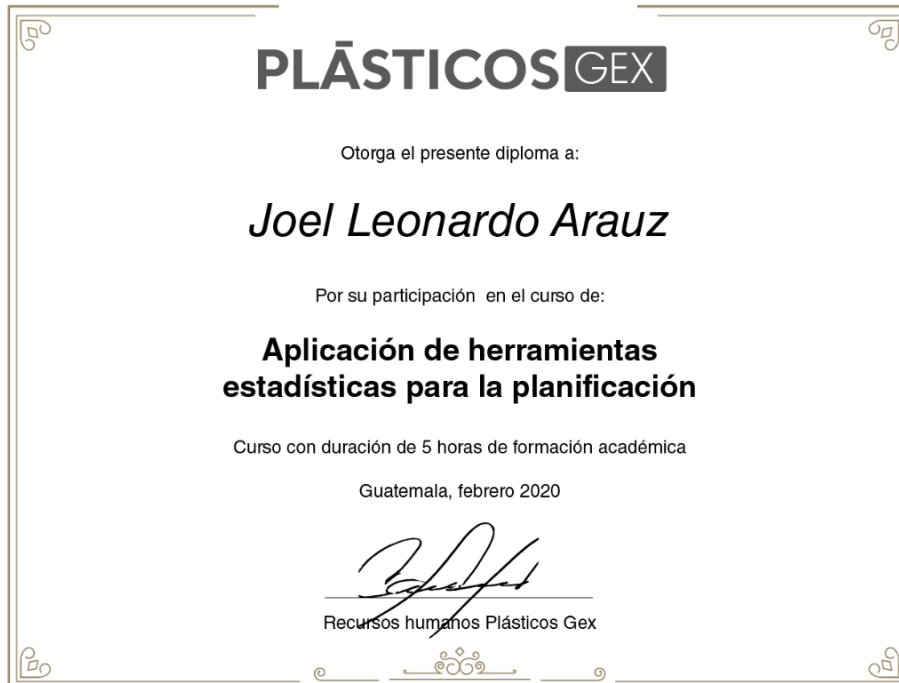 PLÁSTICOS GEX
Otorga el presente diploma a:
Joel Leonardo Arauz
Por su participación en el curso de:
Aplicación de herramientas
estadísticas para la planificación
Curso con duración de 5 horas de formación académica
Guatemala, febrero 2020
Recursos humanos Plásticos Gex